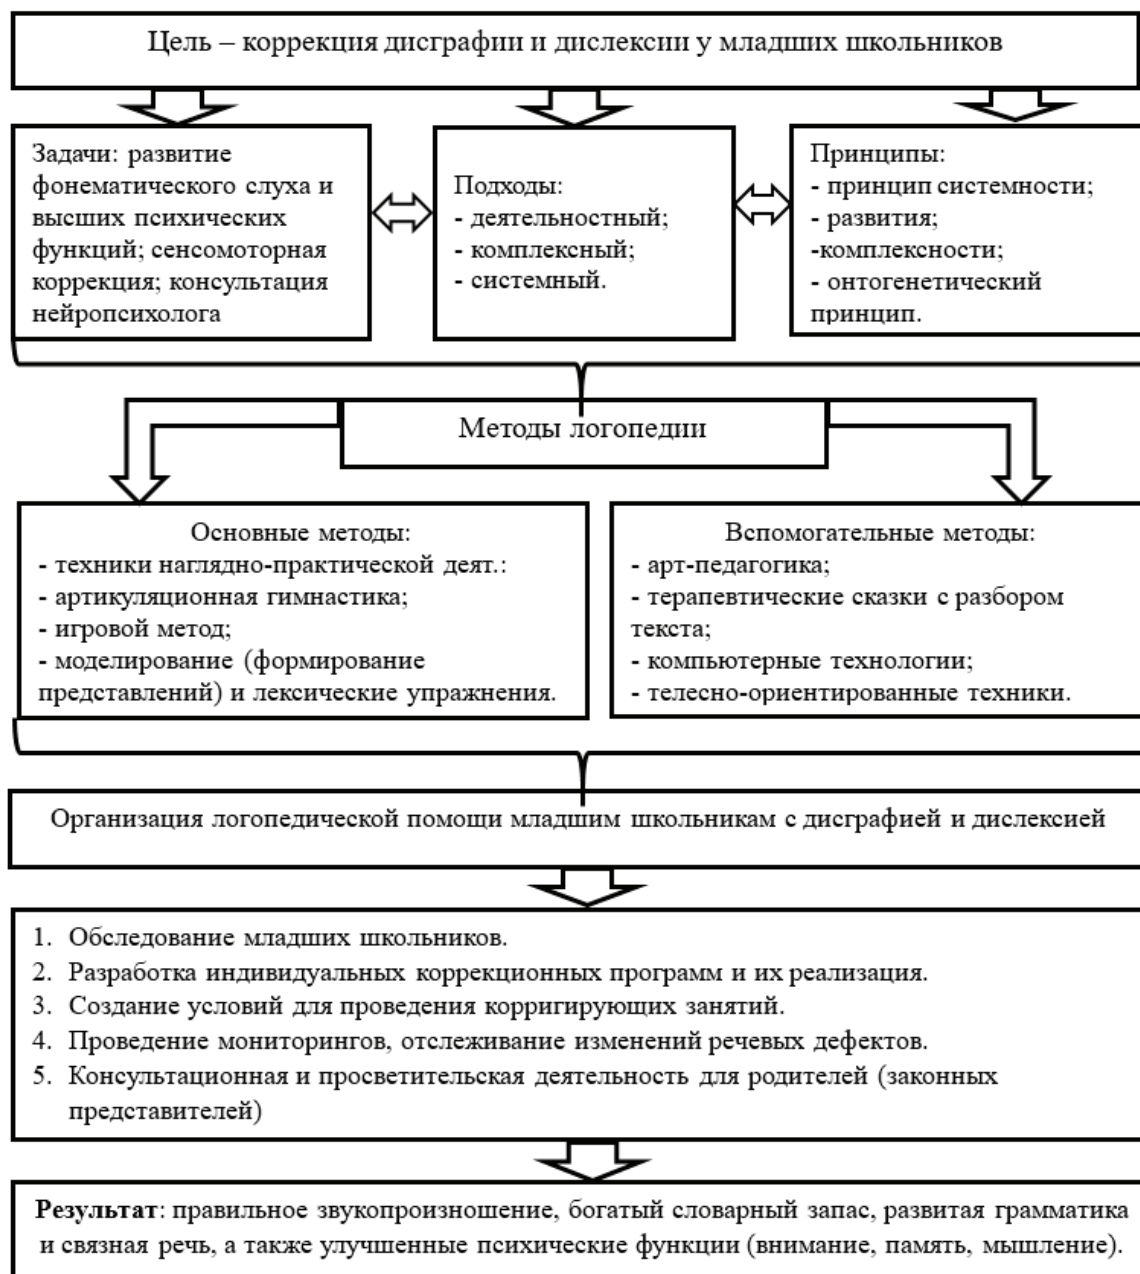 Цель – коррекция дисграфии и дислексии у младших школьников
Задачи: развитие
фонематического слуха и
высших психических
функций; сенсомоторная
коррекция; консультация
нейропсихолога
Подходы:
- деятельностный;
- комплексный;
- системный.
Принципы:
- принцип системности;
- развития;
-комплексности;
- онтогенетический
принцип.
Методы логопедии
Основные методы:
- техники наглядно-практической деят.:
- артикуляционная гимнастика;
- игровой метод;
- моделирование (формирование
представлений) и лексические упражнения.
Вспомогательные методы:
- арт-педагогика;
- терапевтические сказки с разбором
текста;
- компьютерные технологии;
- телесно-ориентированные техники.
Организация логопедической помощи младшим школьникам с дисграфией и дислексией
1. Обследование младших школьников.
2. Разработка индивидуальных коррекционных программ и их реализация.
3. Создание условий для проведения корригирующих занятий.
4. Проведение мониторингов, отслеживание изменений речевых дефектов.
5. Консультационная и просветительская деятельность для родителей (законных
представителей)
Результат: правильное звукопроизношение, богатый словарный запас, развитая грамматика
и связная речь, а также улучшенные психические функции (внимание, память, мышление).